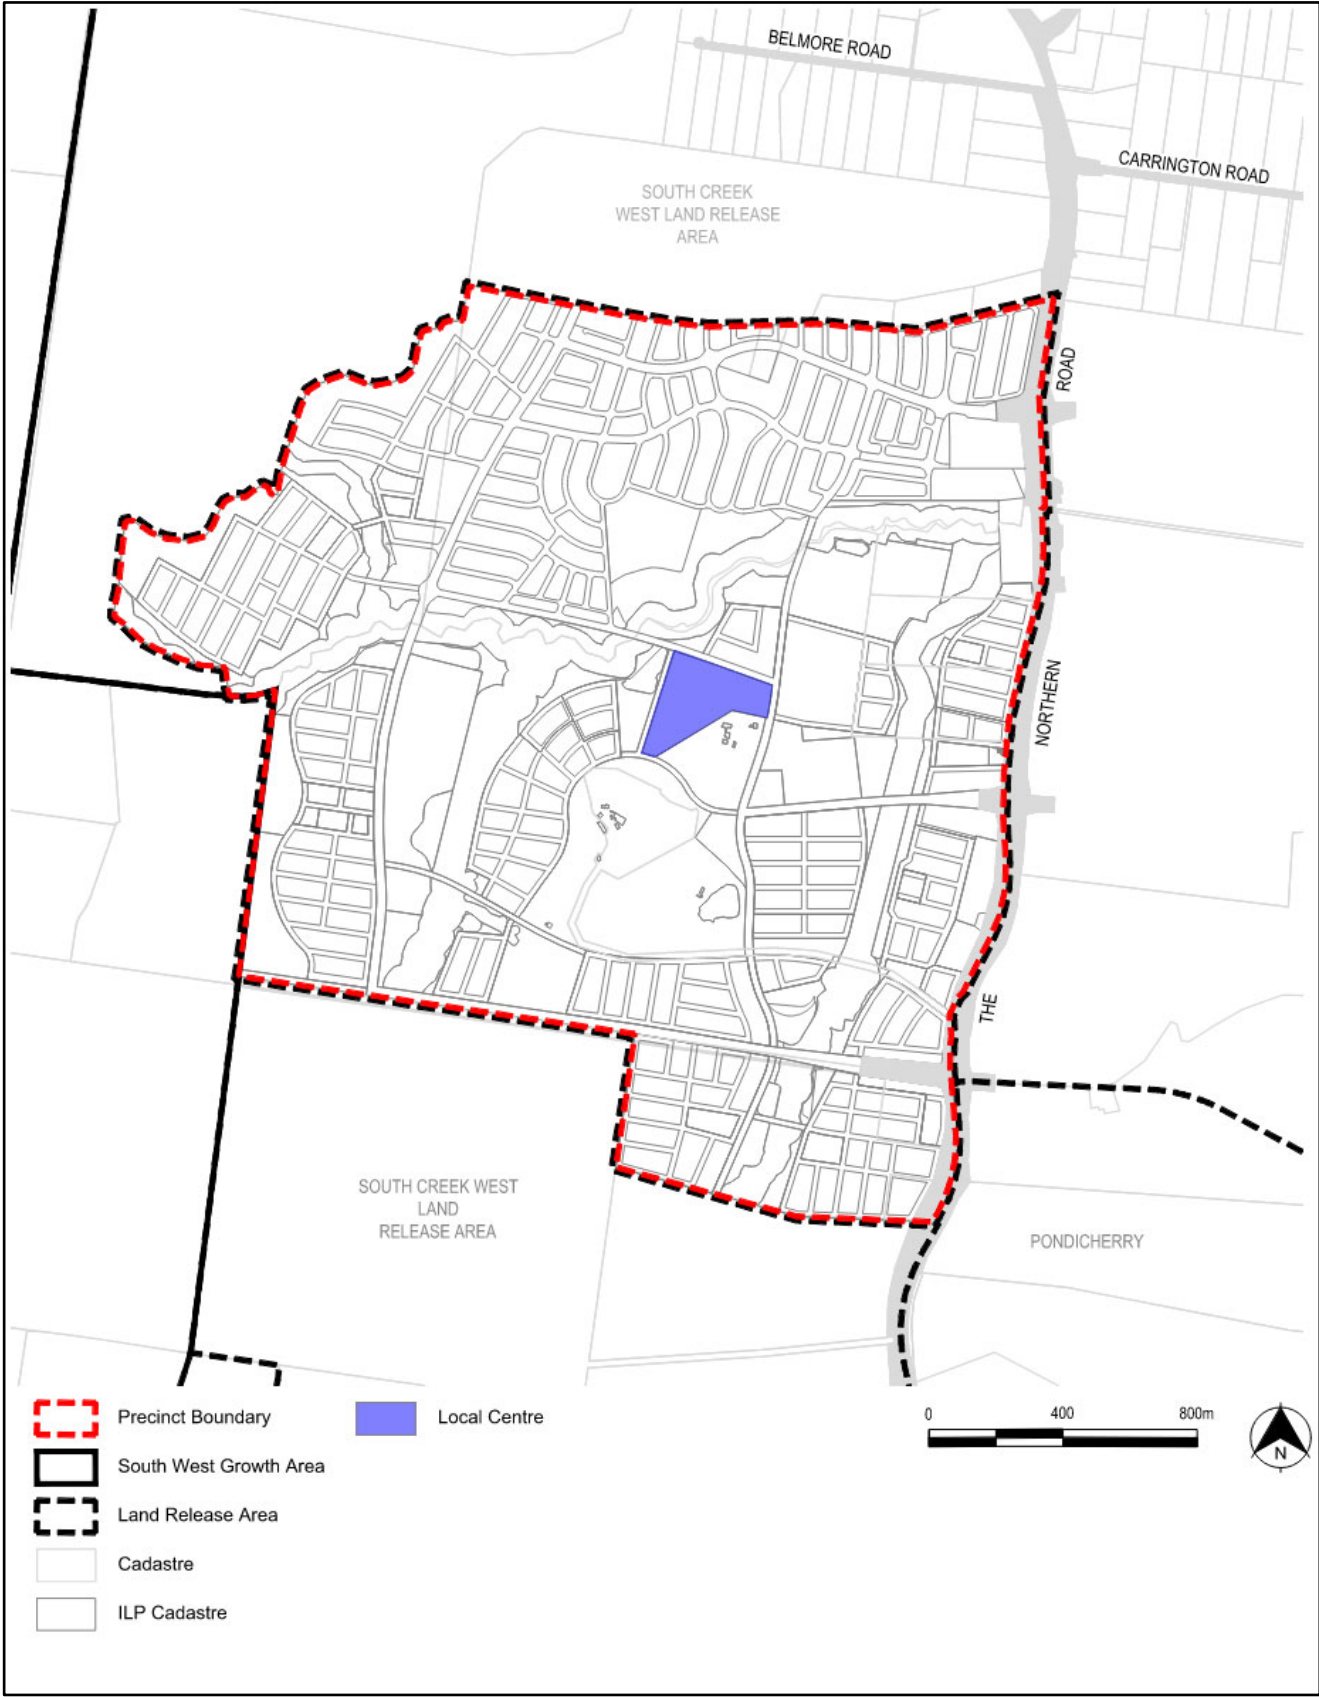 BELMORE ROAD
CARRINGTON ROAD
SOUTH CREEK
WEST LAND RELEASE
AREA
ROAD
NORTHERN
THE
SOUTH CREEK WEST
LAND
RELEASE AREA
PONDICHERRY
Precinct Boundary
Local Centre
0 400 800m
South West Growth Area
N
Land Release Area
Cadastre
ILP Cadastre